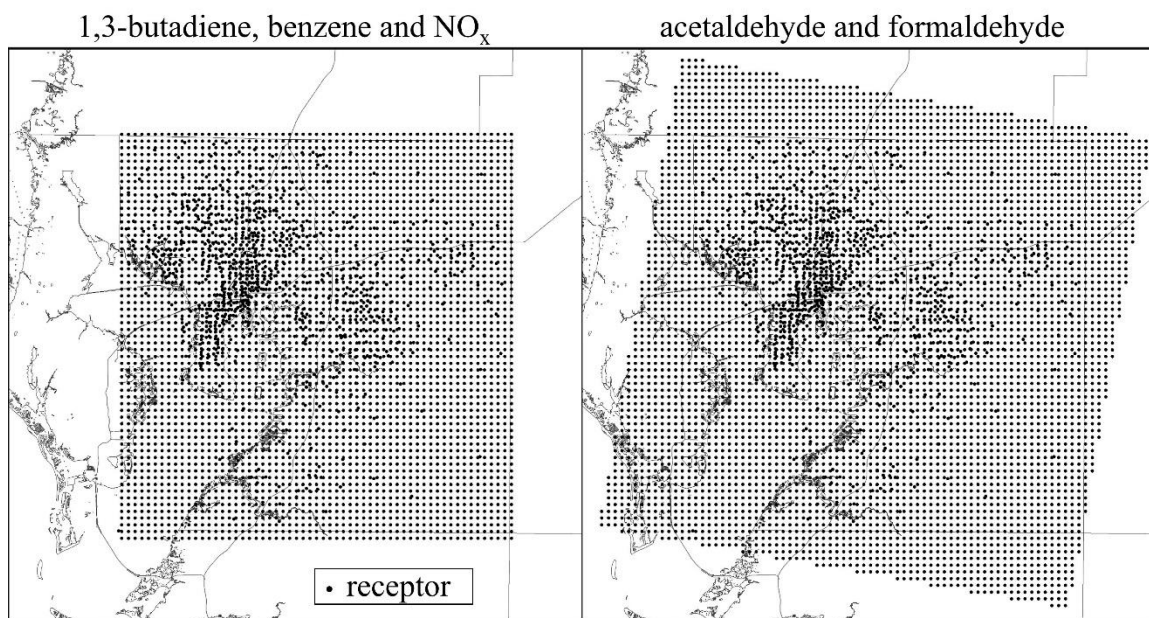 1,3-butadiene, benzene and NOx
acetaldehyde and formaldehyde
• receptor